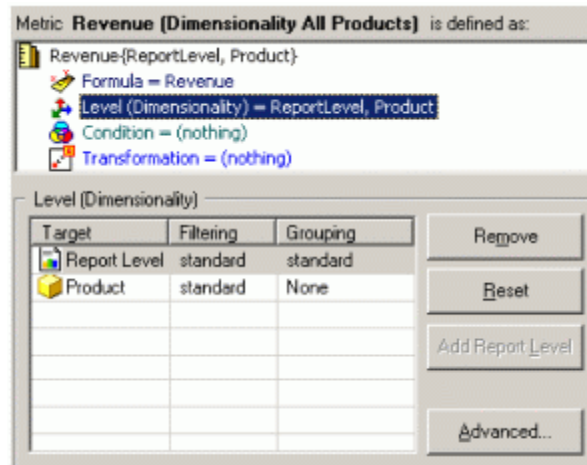 Metric Revenue (Dimensionality All Products) is defined as:
Revenue{ReportLevel, Product}
Formula = Revenue
Level (Dimensionality) = ReportLevel, Product
Condition = (nothing)
Transformation = (nothing)
Level (Dimensionality)
Target Filtering Grouping
Report Level standard standard
Product standard None
Remove
Reset
Add Report Level
Advanced...